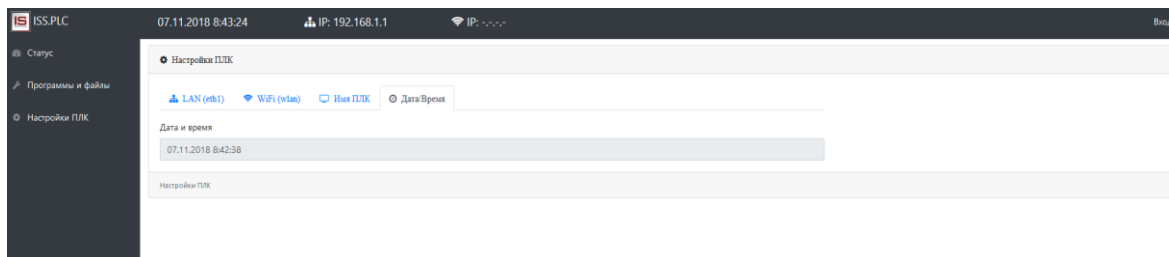 IS ISS.PLC 07.11.2018 8:43:24 IP: 192.168.1.1 IP: -.-.-.-
Статус
Настройки ПЛК
Программы и файлы
LAN (eth1) WiFi (wlan) Имя ПЛК Дата/Время
Настройки ПЛК
Дата и время
07.11.2018 8:42:38
Настройки ПЛК